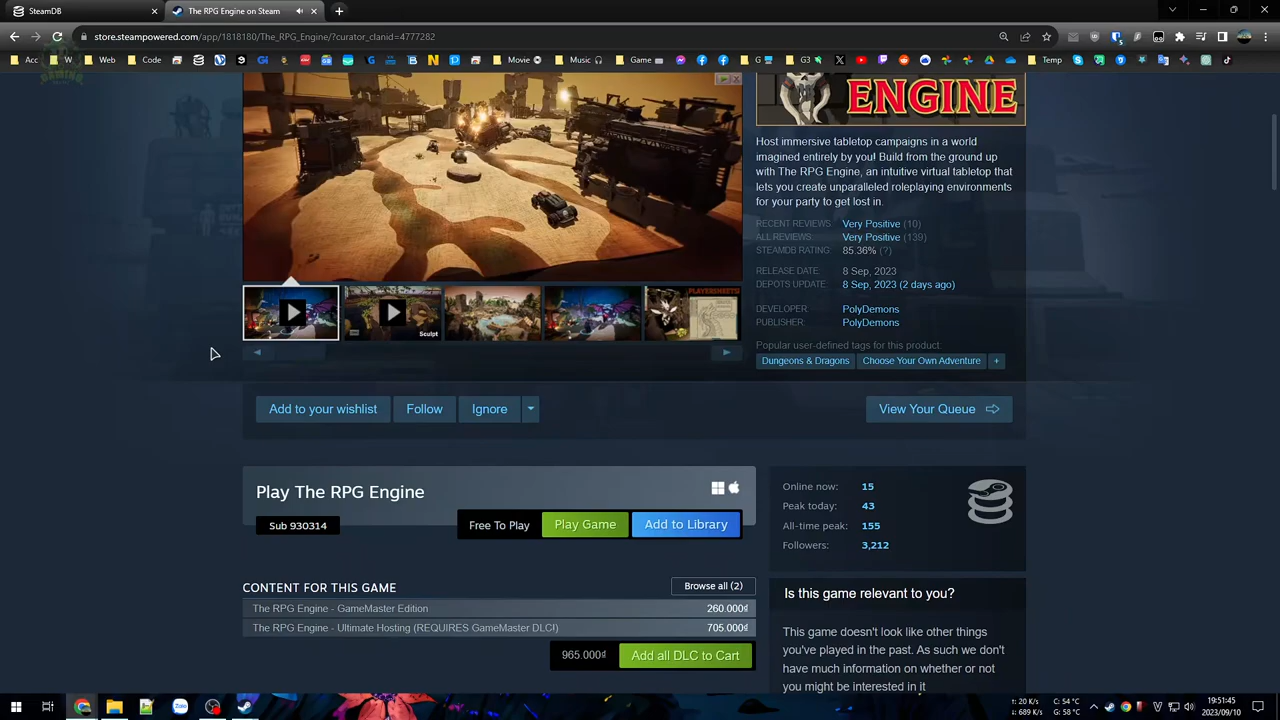 SteamDB
The RPG Engine on Steam
store.steampowered.com/app/1818180/The_RPG_Engine/?curator_clanid=4777282
Acc
W
Web
Code
Movie
Music
Game
G
G3
Temp
GAMING
ENGINE
Host immersive tabletop campaigns in a world
imagined entirely by you! Build from the ground up
with The RPG Engine, an intuitive virtual tabletop that
lets you create unparalleled roleplaying environments
for your party to get lost in.
RECENT REVIEWS: Very Positive (10)
ALL REVIEWS: Very Positive (139)
STEAMDB RATING: 85.36% (?)
RELEASE DATE: 8 Sep, 2023
DEPOTS UPDATE: 8 Sep, 2023 (2 days ago)
DEVELOPER: PolyDemons
PUBLISHER: PolyDemons
Popular user-defined tags for this product:
Dungeons & Dragons Choose Your Own Adventure +
Sculpt
PLAYERSHEETS!
Add to your wishlist Follow Ignore View Your Queue
Play The RPG Engine
Sub 930314
Free To Play Play Game Add to Library
Online now: 15
Peak today: 43
All-time peak: 155
Followers: 3,212
CONTENT FOR THIS GAME Browse all (2)
The RPG Engine - GameMaster Edition 260.000₫
The RPG Engine - Ultimate Hosting (REQUIRES GameMaster DLC!) 705.000₫
965.000₫ Add all DLC to Cart
Is this game relevant to you?
This game doesn't look like other things
you've played in the past. As such we don't
have much information on whether or not
you might be interested in it
Zalo
t: 20 K/s
↓: 689 K/s
C: 54 °C
G: 58 °C
19:51:45
2023/09/10